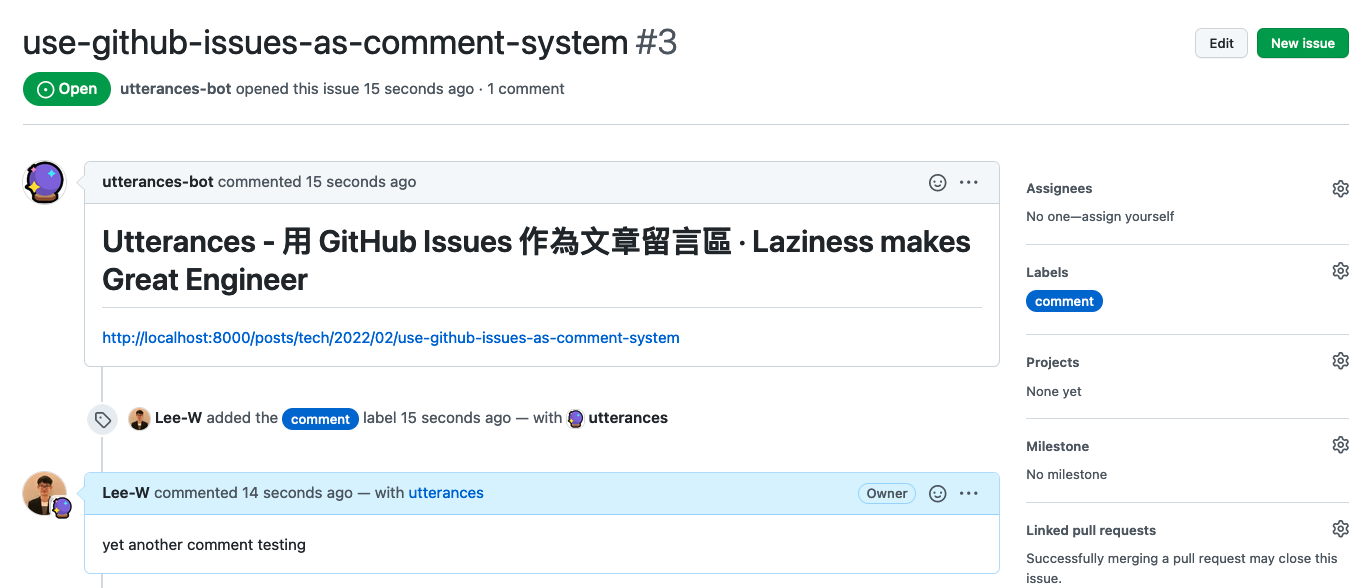 use-github-issues-as-comment-system #3
Edit
New issue
Open
utterances-bot opened this issue 15 seconds ago · 1 comment
utterances-bot commented 15 seconds ago
Utterances - 用 GitHub Issues 作為文章留言區 · Laziness makes
Great Engineer
http://localhost:8000/posts/tech/2022/02/use-github-issues-as-comment-system
Lee-W added the comment label 15 seconds ago — with utterances
Lee-W commented 14 seconds ago — with utterances
Owner
yet another comment testing
Assignees
No one—assign yourself
Labels
comment
Projects
None yet
Milestone
No milestone
Linked pull requests
Successfully merging a pull request may close this
issue.